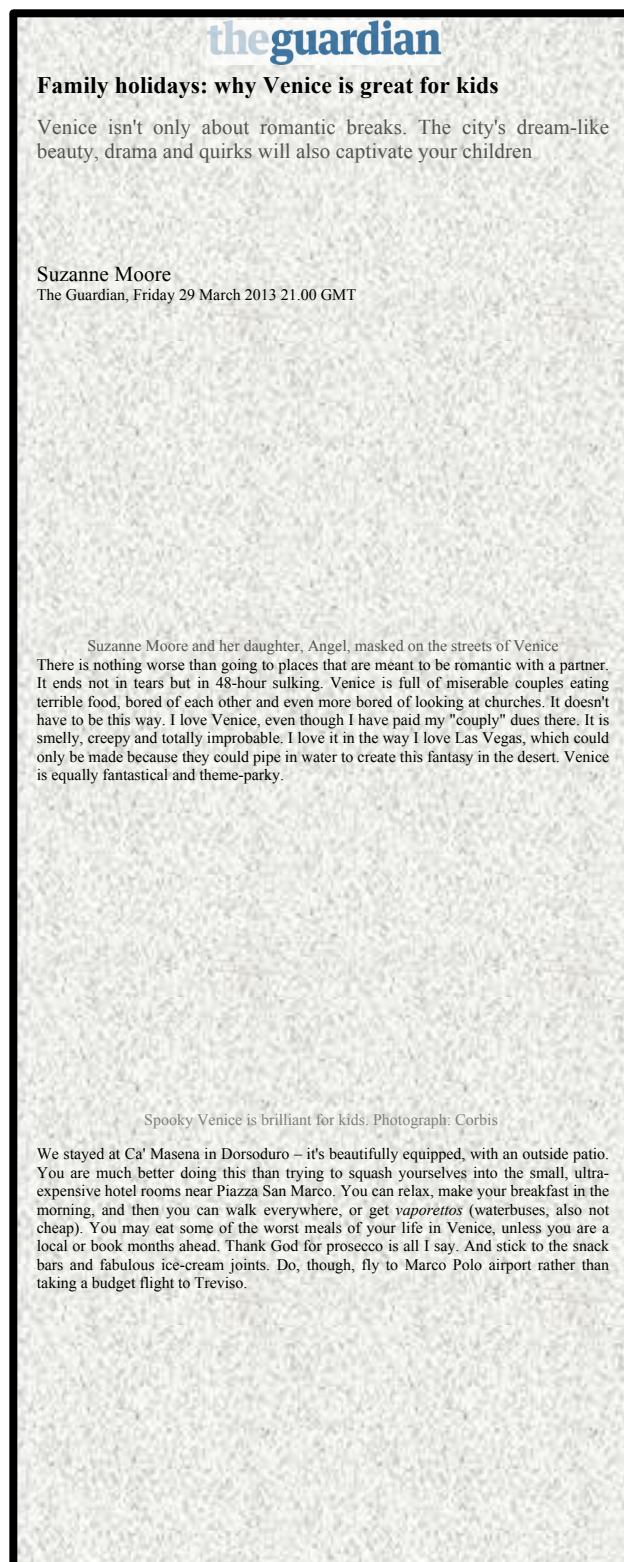 theguardian
Family holidays: why Venice is great for kids
Venice isn't only about romantic breaks. The city's dream-like
beauty, drama and quirks will also captivate your children
Suzanne Moore
The Guardian, Friday 29 March 2013 21.00 GMT
Suzanne Moore and her daughter, Angel, masked on the streets of Venice
There is nothing worse than going to places that are meant to be romantic with a partner.
It ends not in tears but in 48-hour sulking. Venice is full of miserable couples eating
terrible food, bored of each other and even more bored of looking at churches. It doesn't
have to be this way. I love Venice, even though I have paid my "couply" dues there. It is
smelly, creepy and totally improbable. I love it in the way I love Las Vegas, which could
only be made because they could pipe in water to create this fantasy in the desert. Venice
is equally fantastical and theme-parky.
Spooky Venice is brilliant for kids. Photograph: Corbis
We stayed at Ca' Masena in Dorsoduro – it's beautifully equipped, with an outside patio.
You are much better doing this than trying to squash yourselves into the small, ultra-
expensive hotel rooms near Piazza San Marco. You can relax, make your breakfast in the
morning, and then you can walk everywhere, or get vaporettos (waterbuses, also not
cheap). You may eat some of the worst meals of your life in Venice, unless you are a
local or book months ahead. Thank God for prosecco is all I say. And stick to the snack
bars and fabulous ice-cream joints. Do, though, fly to Marco Polo airport rather than
taking a budget flight to Treviso.